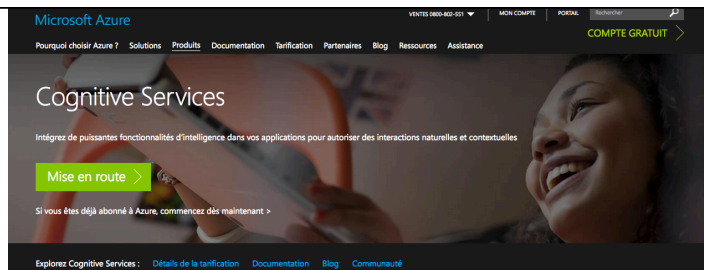 Microsoft Azure
VENTES 0800-802-551 MON COMPTE PORTAIL Rechercher
COMPTE GRATUIT
Pourquoi choisir Azure ? Solutions Produits Documentation Tarification Partenaires Blog Ressources Assistance
Cognitive Services
Intégrez de puissantes fonctionnalités d'intelligence dans vos applications pour autoriser des interactions naturelles et contextuelles
Mise en route
Si vous êtes déjà abonné à Azure, commencez dès maintenant >
Explorez Cognitive Services : Détails de la tarification Documentation Blog Communauté